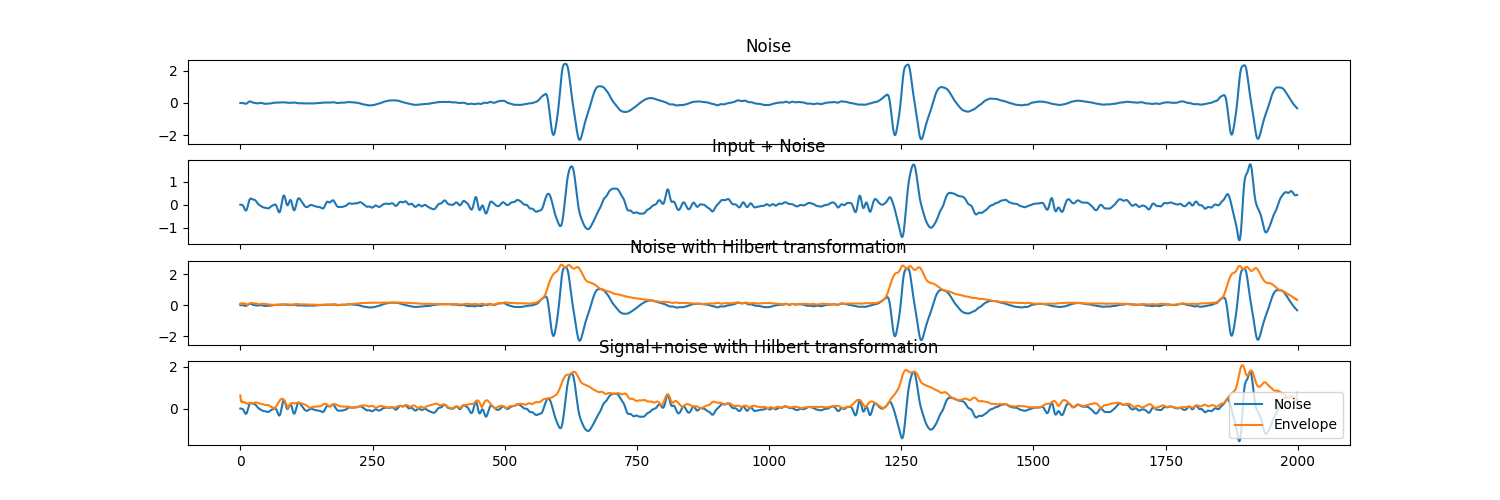 Noise
2
0
−2
Input + Noise
1
0
−1
Noise with Hilbert transformation
2
0
−2
Signal+noise with Hilbert transformation
2
0
Noise
Envelope
0 250 500 750 1000 1250 1500 1750 2000